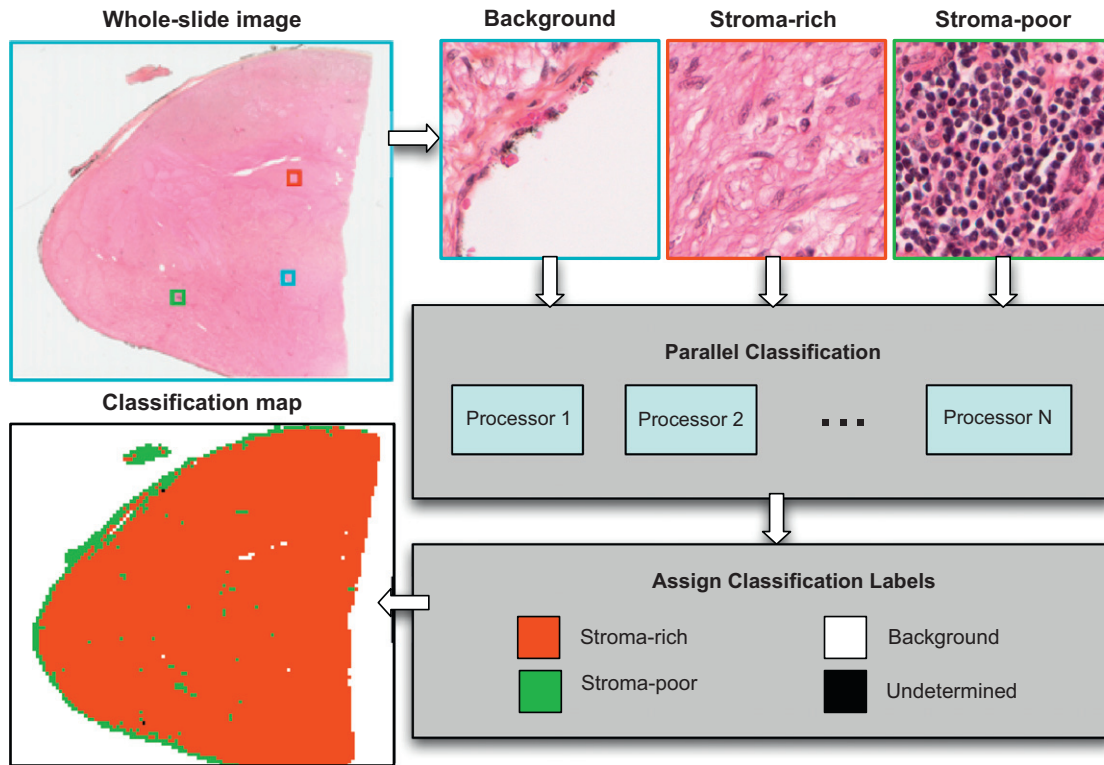 Whole-slide image
Background
Stroma-rich
Stroma-poor
Parallel Classification
Processor 1
Processor 2
...
Processor N
Classification map
Assign Classification Labels
Stroma-rich
Background
Stroma-poor
Undetermined